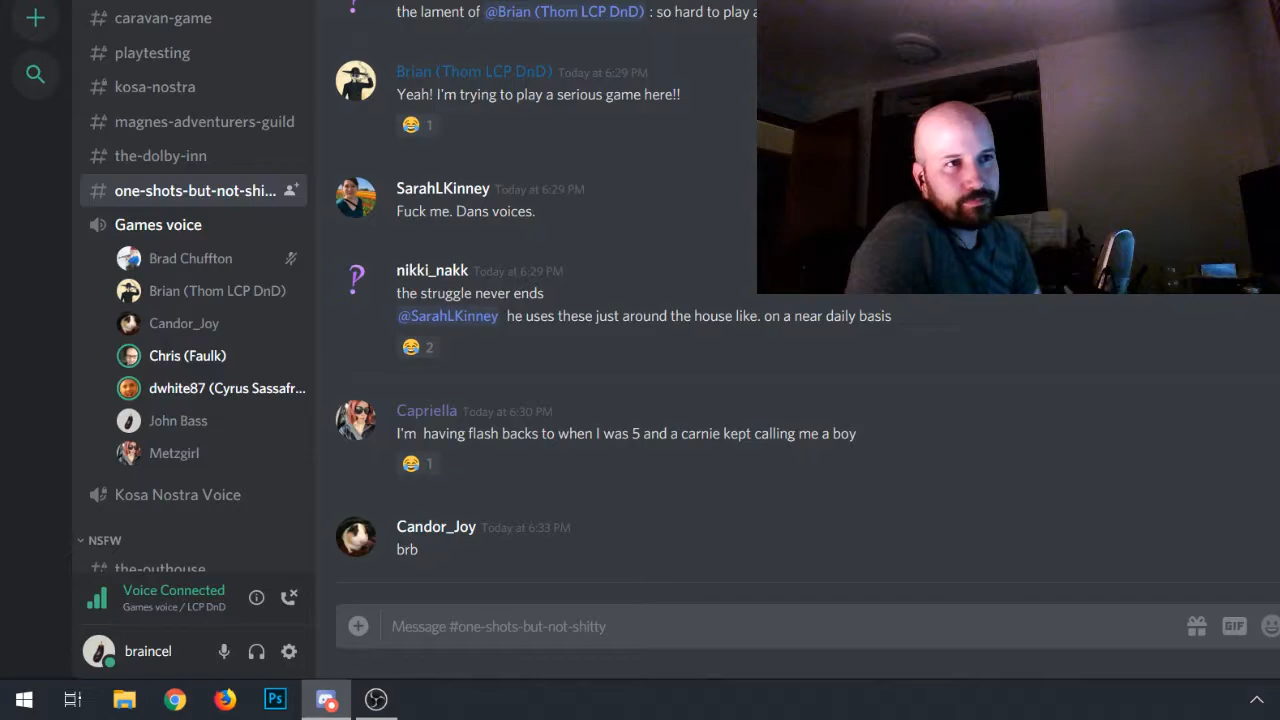 caravan-game
playtesting
kosa-nostra
magnes-adventurers-guild
the-dolby-inn
one-shots-but-not-shi...
Games voice
Brad Chuffton
Brian (Thom LCP DnD)
Candor_Joy
Chris (Faulk)
dwhite87 (Cyrus Sassafr...
John Bass
Metzgirl
Kosa Nostra Voice
NSFW
the-outhouse
Voice Connected
Games voice / LCP DnD
braincel
the lament of @Brian (Thom LCP DnD) : so hard to play a
Brian (Thom LCP DnD) Today at 6:29 PM
Yeah! I'm trying to play a serious game here!!
1
SarahLKinney Today at 6:29 PM
Fuck me. Dans voices.
nikki_nakk Today at 6:29 PM
the struggle never ends
@SarahLKinney he uses these just around the house like. on a near daily basis
2
Capriella Today at 6:30 PM
I'm having flash backs to when I was 5 and a carnie kept calling me a boy
1
Candor_Joy Today at 6:33 PM
brb
Message #one-shots-but-not-shitty
GIF
Ps